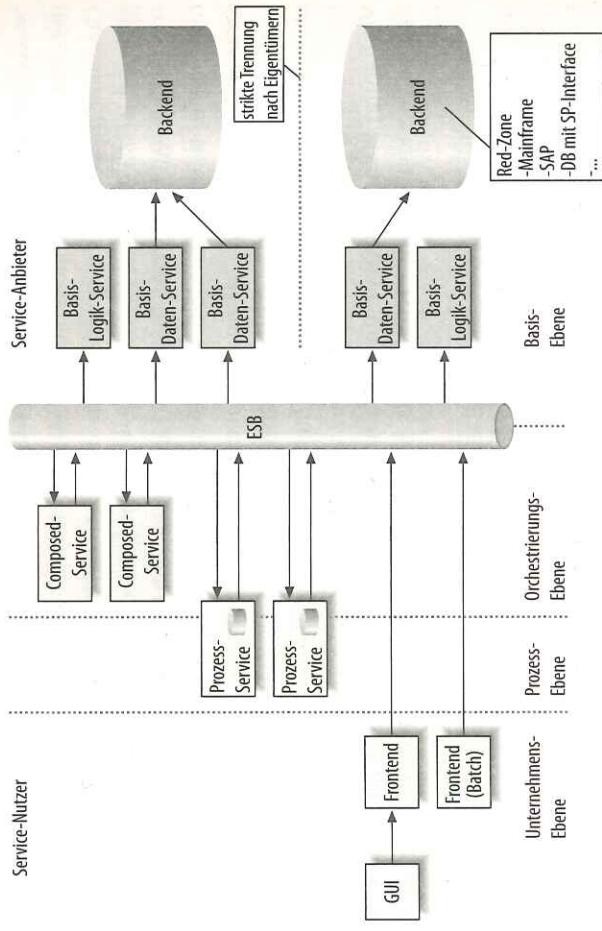 Service-Nutzer
Service-Anbieter
GUI
Frontend
Frontend
(Batch)
Prozess-
Service
Prozess-
Service
Composed-
Service
Composed-
Service
ESB
Basis-
Logik-Service
Basis-
Daten-Service
Basis-
Daten-Service
Basis-
Daten-Service
Basis-
Logik-Service
Backend
strikte Trennung
nach Eigentümern
Backend
Red-Zone
-Mainframe
-SAP
-DB mit SP-Interface
-...
Unternehmens-
Ebene
Prozess-
Ebene
Orchestrierungs-
Ebene
Basis-
Ebene